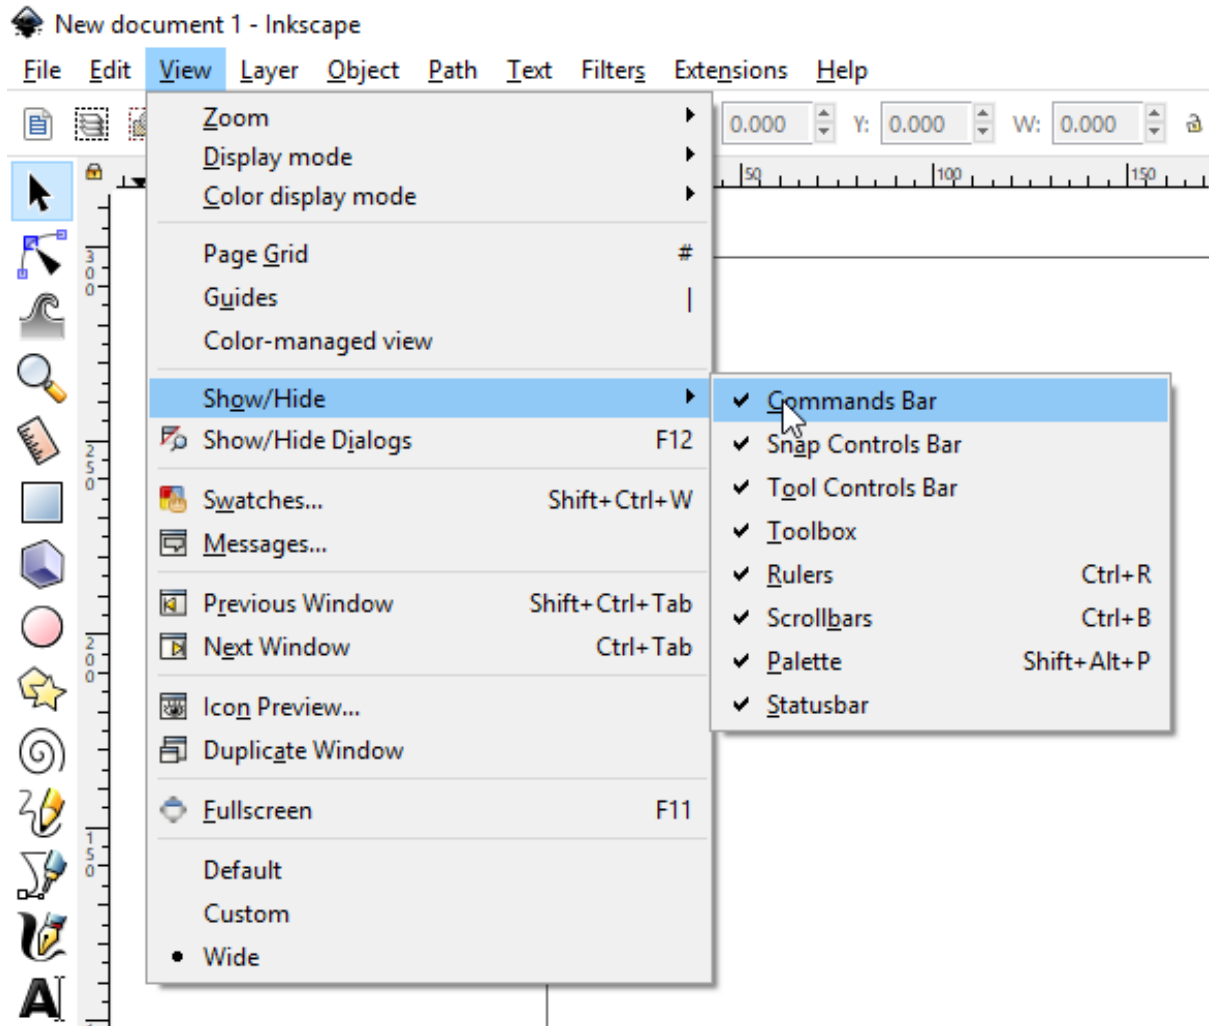 New document 1 - Inkscape
File Edit View Layer Object Path Text Filters Extensions Help
0.000 Y: 0.000 W: 0.000
50 100 150
Zoom
Display mode
Color display mode
Page Grid #
Guides |
Color-managed view
Show/Hide
Show/Hide Dialogs F12
Swatches... Shift+Ctrl+W
Messages...
Previous Window Shift+Ctrl+Tab
Next Window Ctrl+Tab
Icon Preview...
Duplicate Window
Fullscreen F11
Default
Custom
Wide
Commands Bar
Snap Controls Bar
Tool Controls Bar
Toolbox
Rulers Ctrl+R
Scrollbars Ctrl+B
Palette Shift+Alt+P
Statusbar
300
250
200
150